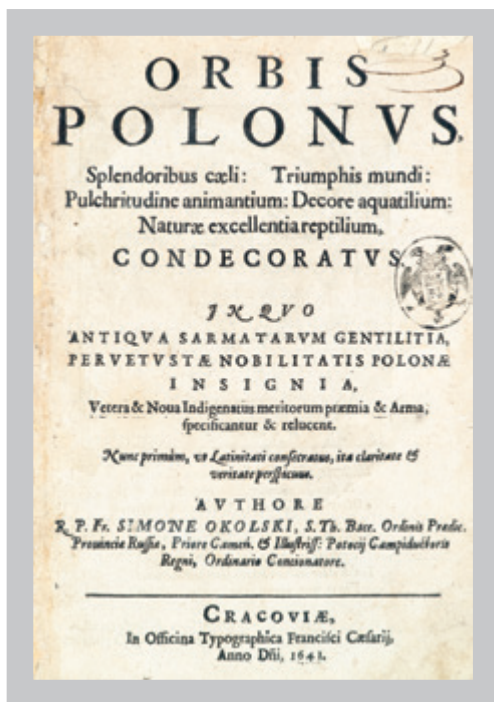 ORBIS
POLONVS,
Splendoribus cæli: Triumphis mundi:
Pulchritudine animantium: Decore aquatilium:
Naturæ excellentia reptilium,
CONDECORATVS.
IN QVO
ANTIQVA SARMATARVM GENTILITIA,
PERVETVSTÆ NOBILITATIS POLONÆ
INSIGNIA,
Vetera & Noua Indigenatus meritorum præmia & Arma,
specificantur & relucent.
Nunc primùm, vt Latinitati consecratus, ita claritate &
veritate perspicuus.
AVTHORE
R. P. Fr. SIMONE OKOLSKI, S. Th. Bacc. Ordinis Prædic.
Prouinciæ Russiæ, Priore Camen. & Illustriss: Potocij Campiductoris
Regni, Ordinario Concionatore.
CRACOVIÆ,
In Officina Typographica Francisci Cæsarij,
Anno Dñi, 1641.